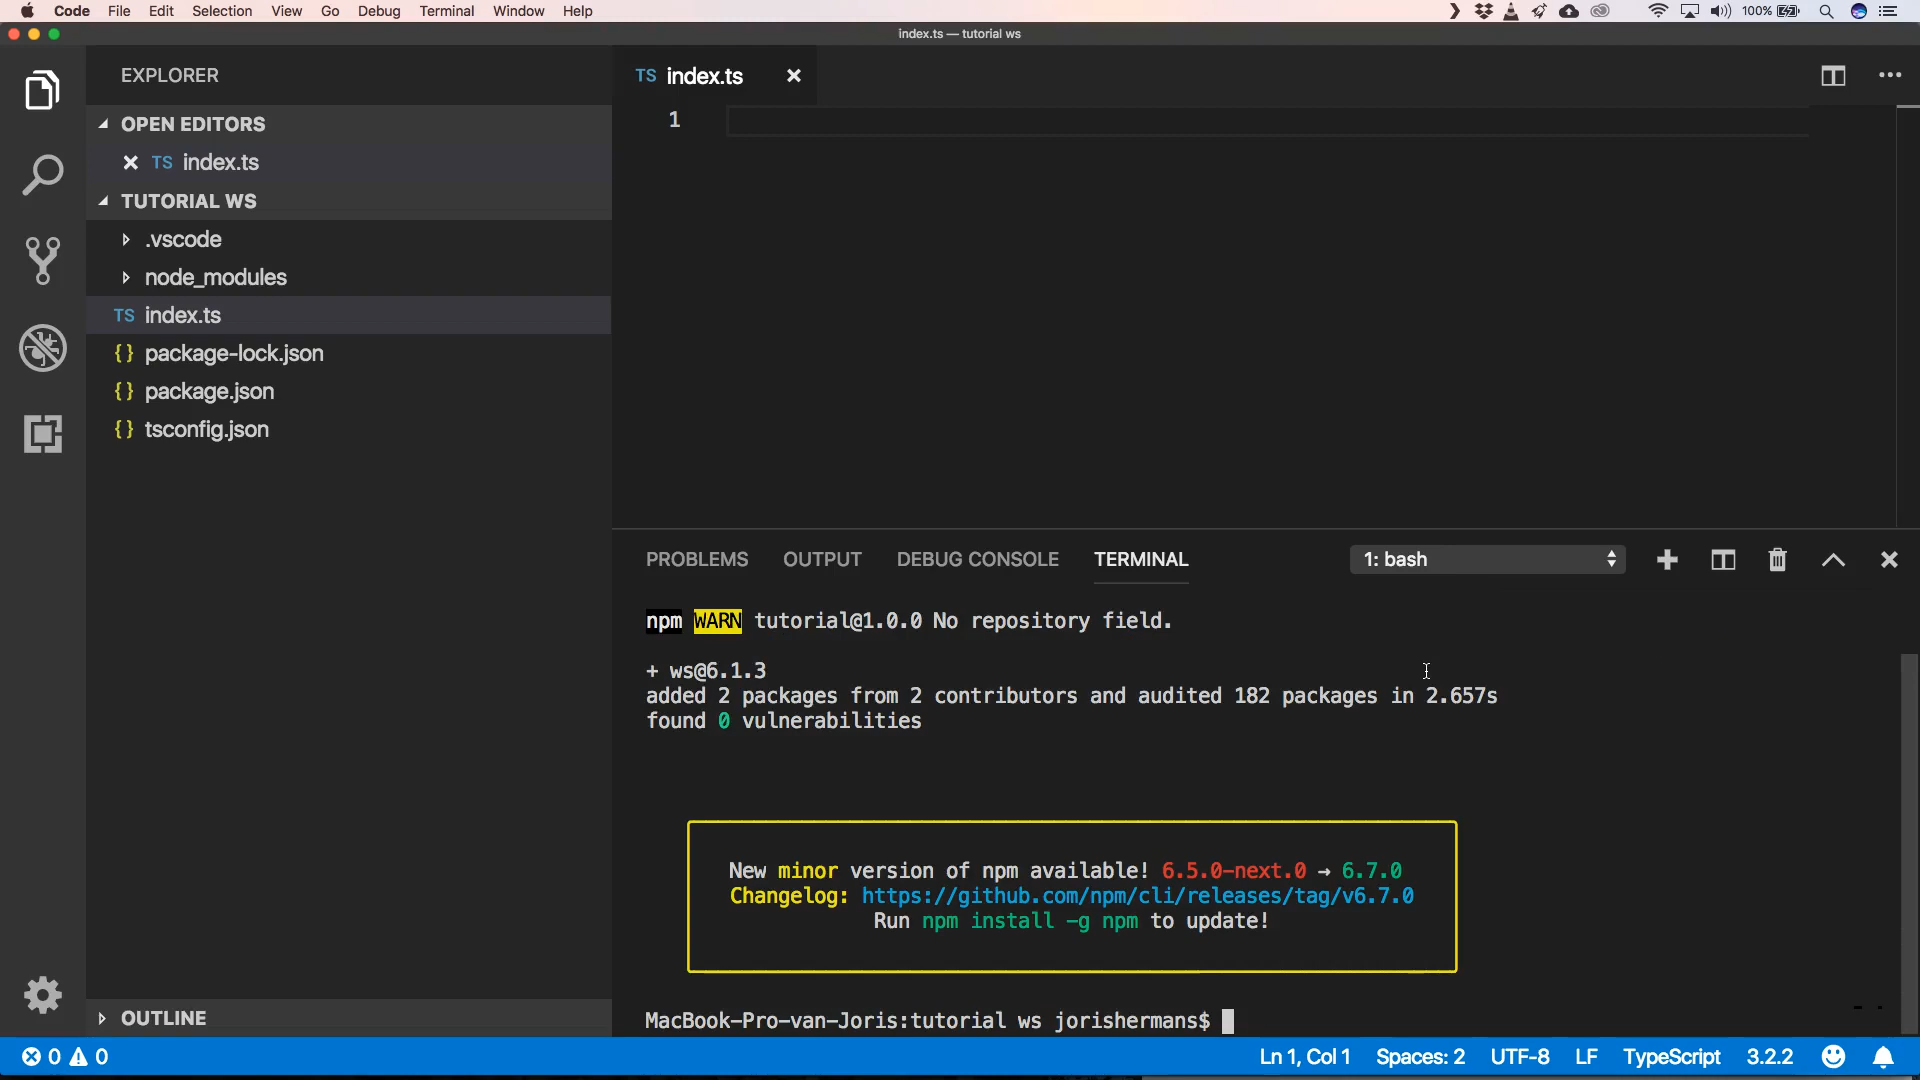 Code File Edit Selection View Go Debug Terminal Window Help 100%
index.ts — tutorial ws
EXPLORER
OPEN EDITORS
TS index.ts
TUTORIAL WS
.vscode
node_modules
TS index.ts
{} package-lock.json
{} package.json
{} tsconfig.json
OUTLINE
TS index.ts
1
PROBLEMS OUTPUT DEBUG CONSOLE TERMINAL 1: bash
npm WARN tutorial@1.0.0 No repository field.
+ ws@6.1.3
added 2 packages from 2 contributors and audited 182 packages in 2.657s
found 0 vulnerabilities
New minor version of npm available! 6.5.0-next.0 → 6.7.0
Changelog: https://github.com/npm/cli/releases/tag/v6.7.0
Run npm install -g npm to update!
MacBook-Pro-van-Joris:tutorial ws jorishermans$
0 0 Ln 1, Col 1 Spaces: 2 UTF-8 LF TypeScript 3.2.2